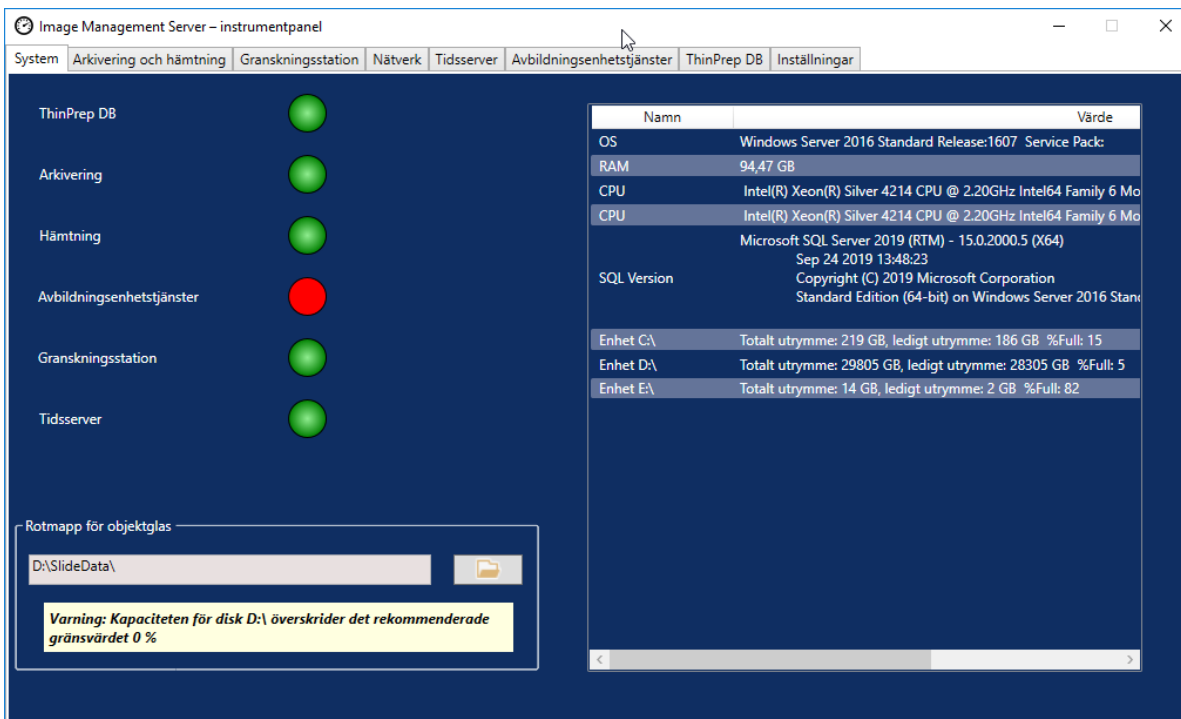 Image Management Server – instrumentpanel
System Arkivering och hämtning Granskningsstation Nätverk Tidsserver Avbildningsenhetstjänster ThinPrep DB Inställningar
ThinPrep DB
Arkivering
Hämtning
Avbildningsenhetstjänster
Granskningsstation
Tidsserver
Rotmapp för objektglas
D:\SlideData\
Varning: Kapaciteten för disk D:\ överskrider det rekommenderade
gränsvärdet 0 %
Namn Värde
OS Windows Server 2016 Standard Release:1607 Service Pack:
RAM 94,47 GB
CPU Intel(R) Xeon(R) Silver 4214 CPU @ 2.20GHz Intel64 Family 6 Mo
CPU Intel(R) Xeon(R) Silver 4214 CPU @ 2.20GHz Intel64 Family 6 Mo
Microsoft SQL Server 2019 (RTM) - 15.0.2000.5 (X64)
Sep 24 2019 13:48:23
SQL Version Copyright (C) 2019 Microsoft Corporation
Standard Edition (64-bit) on Windows Server 2016 Stan
Enhet C:\ Totalt utrymme: 219 GB, ledigt utrymme: 186 GB %Full: 15
Enhet D:\ Totalt utrymme: 29805 GB, ledigt utrymme: 28305 GB %Full: 5
Enhet E:\ Totalt utrymme: 14 GB, ledigt utrymme: 2 GB %Full: 82